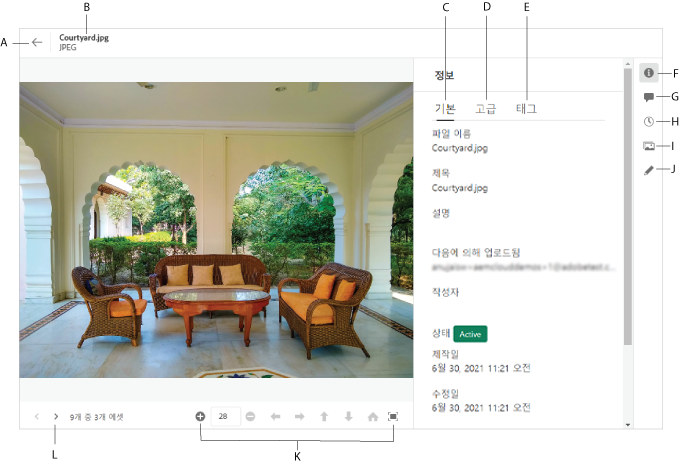 A
B
C
D
E
Courtyard.jpg
JPEG
정보
기본 고급 태그
파일 이름
Courtyard.jpg
제목
Courtyard.jpg
설명
다음에 의해 업로드됨
작성자
상태 Active
제작일
6월 30, 2021 11:21 오전
수정일
6월 30, 2021 11:21 오전
F
G
H
I
J
9개 중 3개 에셋
28
L
K